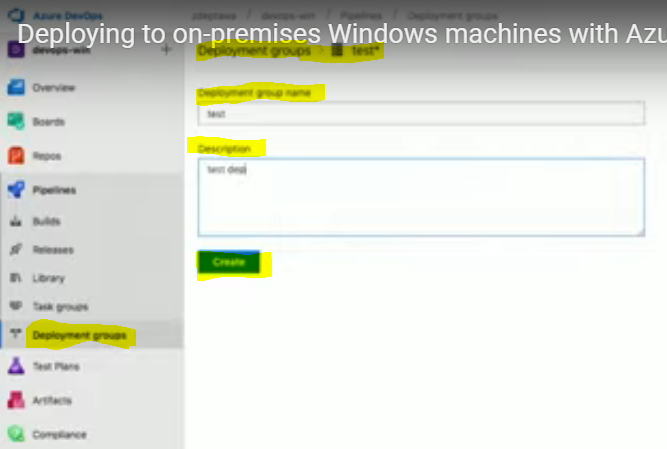 Azure DevOps
zdeptawa / devops-win / Pipelines / Deployment groups
Deploying to on-premises Windows machines with Azu
D devops-win +
Deployment groups > test*
Overview
Deployment group name
test
Boards
Description
Repos
test dep
Pipelines
Builds
Releases
Create
Library
Task groups
Deployment groups
Test Plans
Artifacts
Compliance